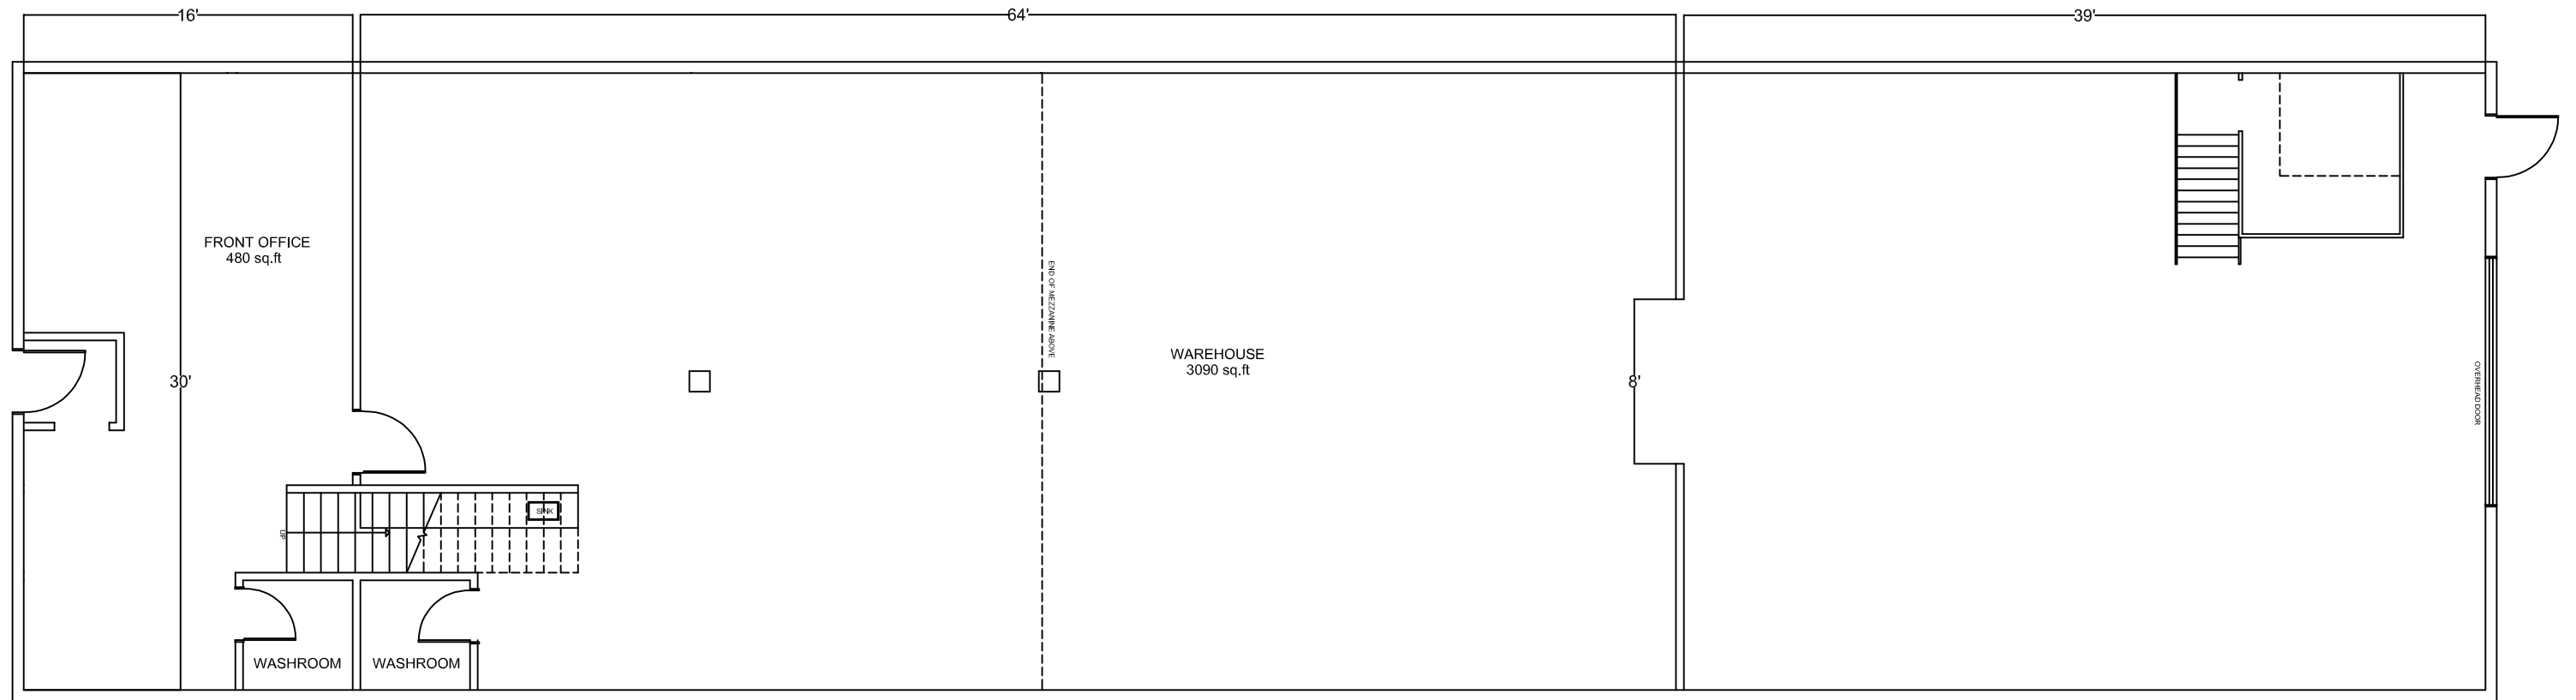 16'
64'
39'
FRONT OFFICE
480 sq.ft
END OF MEZZANINE ABOVE
WAREHOUSE
3090 sq.ft
30'
8'
OVERHEAD DOOR
SINK
UP
WASHROOM
WASHROOM